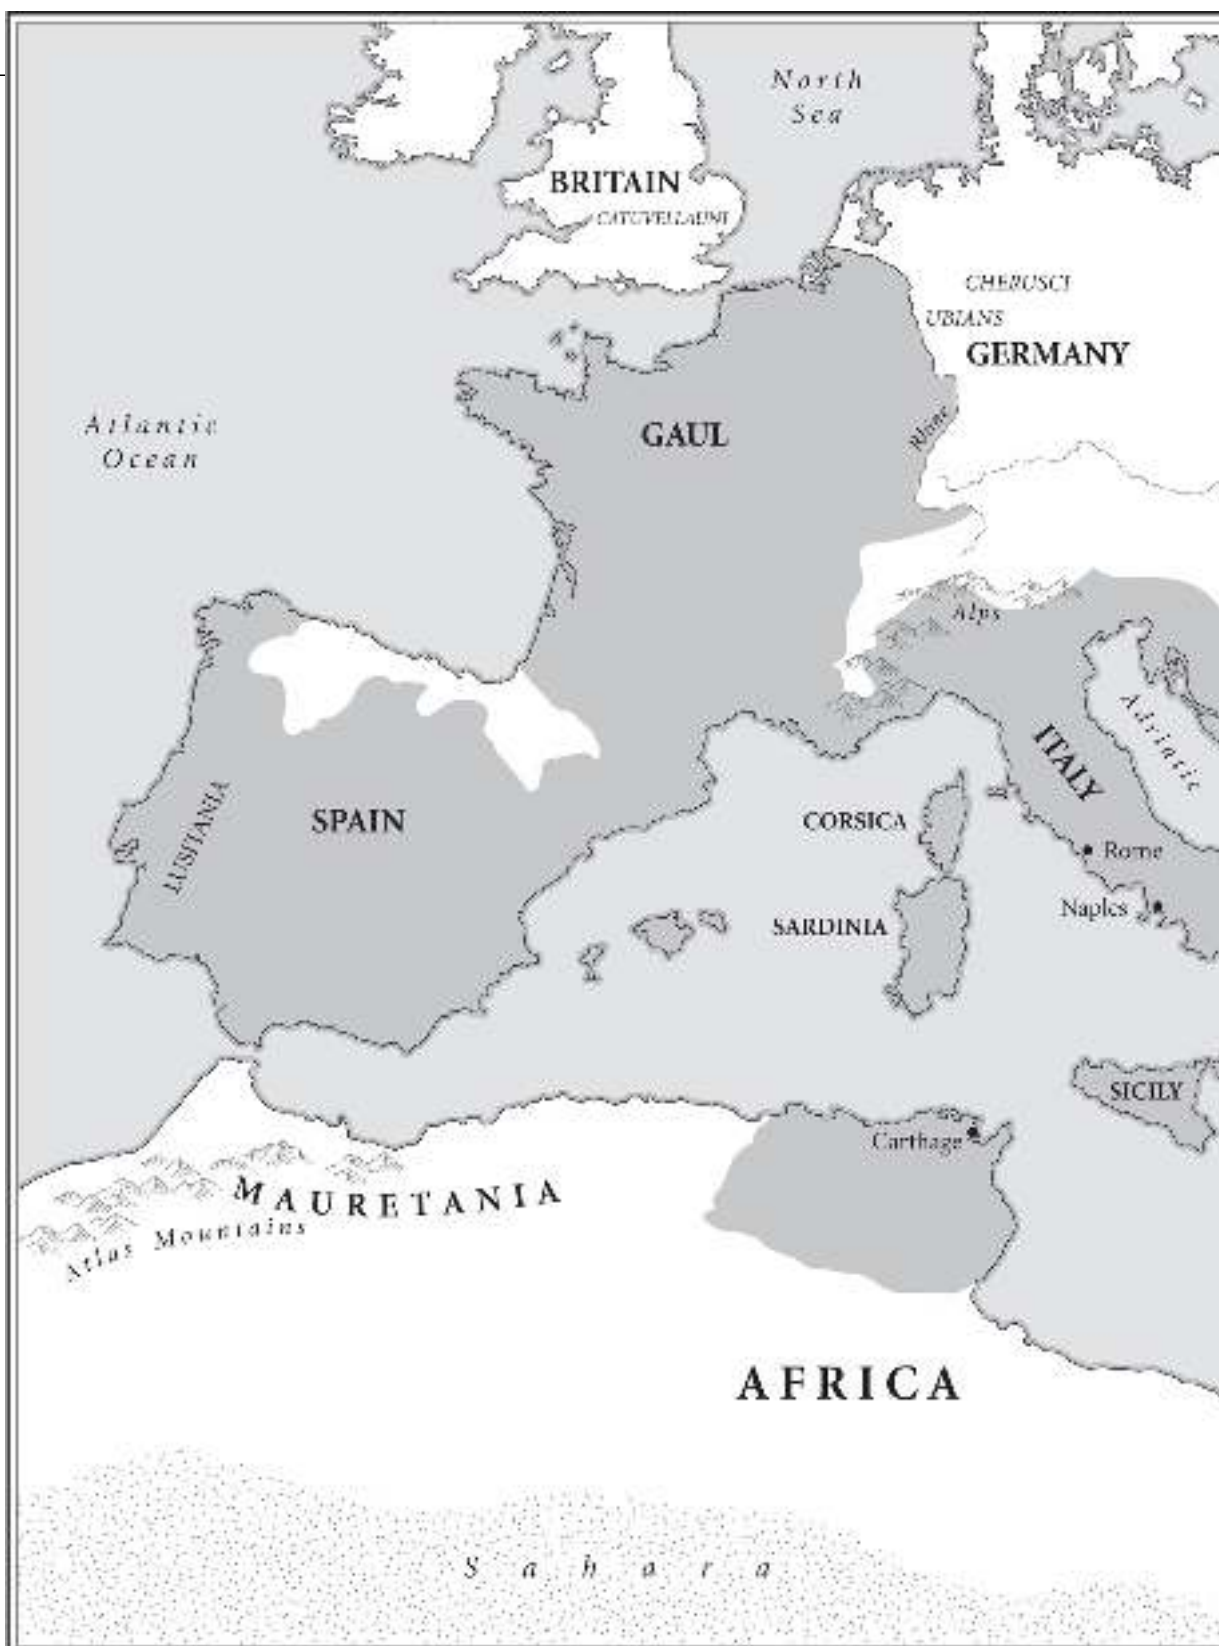 North
Sea
BRITAIN
CATUVELLAUNI
CHERUSCI
UBIANS
GERMANY
Atlantic
Ocean
GAUL
Rhine
Alps
Adriatic
ITALY
LUSITANIA
SPAIN
CORSICA
Rome
Naples
SARDINIA
SICILY
Carthage
MAURETANIA
Atlas Mountains
AFRICA
Sahara